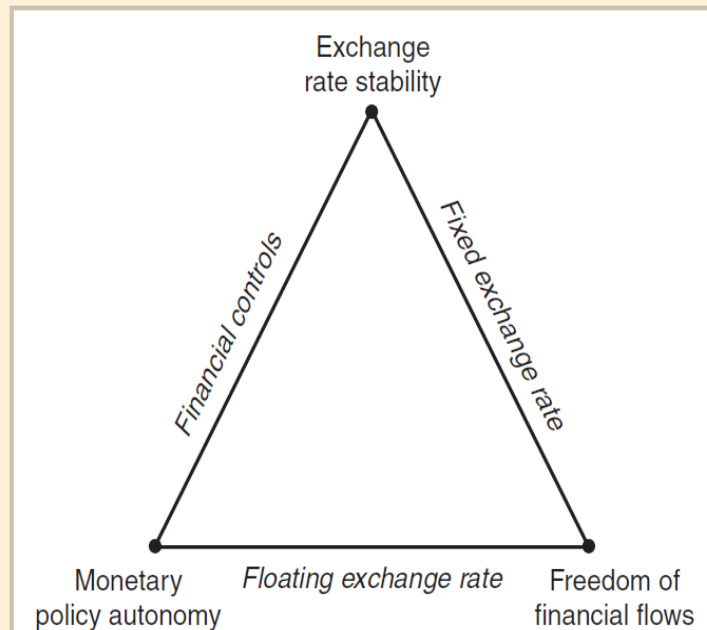 Exchange
rate stability
Financial controls
Fixed exchange rate
Monetary
policy autonomy
Floating exchange rate
Freedom of
financial flows